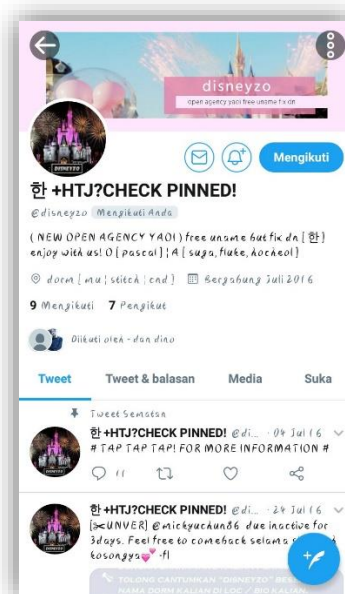 disneyzo
open agency yaoi free uname fix dn
DISNEYZO
Mengikuti
한 +HTJ?CHECK PINNED!
@disneyzo Mengikuti Anda
( NEW OPEN AGENCY YAOI ) free uname but fix dn [ 한 ]
enjoy with us! O [ pascal ] ¦ A [ suga, fluke, hocheol ]
dorm [ mu ¦ stitch ¦ cnd ] Bergabung Juli 2016
9 Mengikuti 7 Pengikut
Diikuti oleh - dan dino
Tweet Tweet & balasan Media Suka
Tweet Sematan
한 +HTJ?CHECK PINNED! @di... · 04 Jul 16
# TAP TAP TAP! FOR MORE INFORMATION #
11
한 +HTJ?CHECK PINNED! @di... · 24 Jul 16
[✂UNVER] @mickyuchun86 due inactive for
3days. Feel free to comeback selama
kosongya💕 -fl
TOLONG CANTUMKAN "DISNEYZO"
NAMA DORM KALIAN DI LOC / BIO KALIAN.